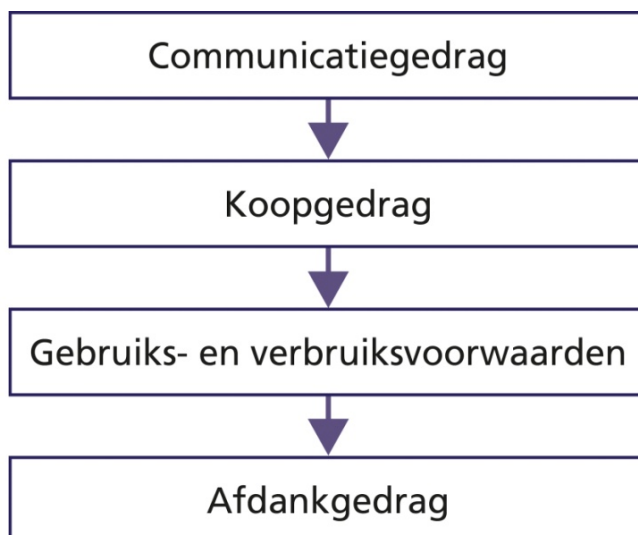 Communicatiegedrag
Koopgedrag
Gebruiks- en verbruiksvoorwaarden
Afdankgedrag